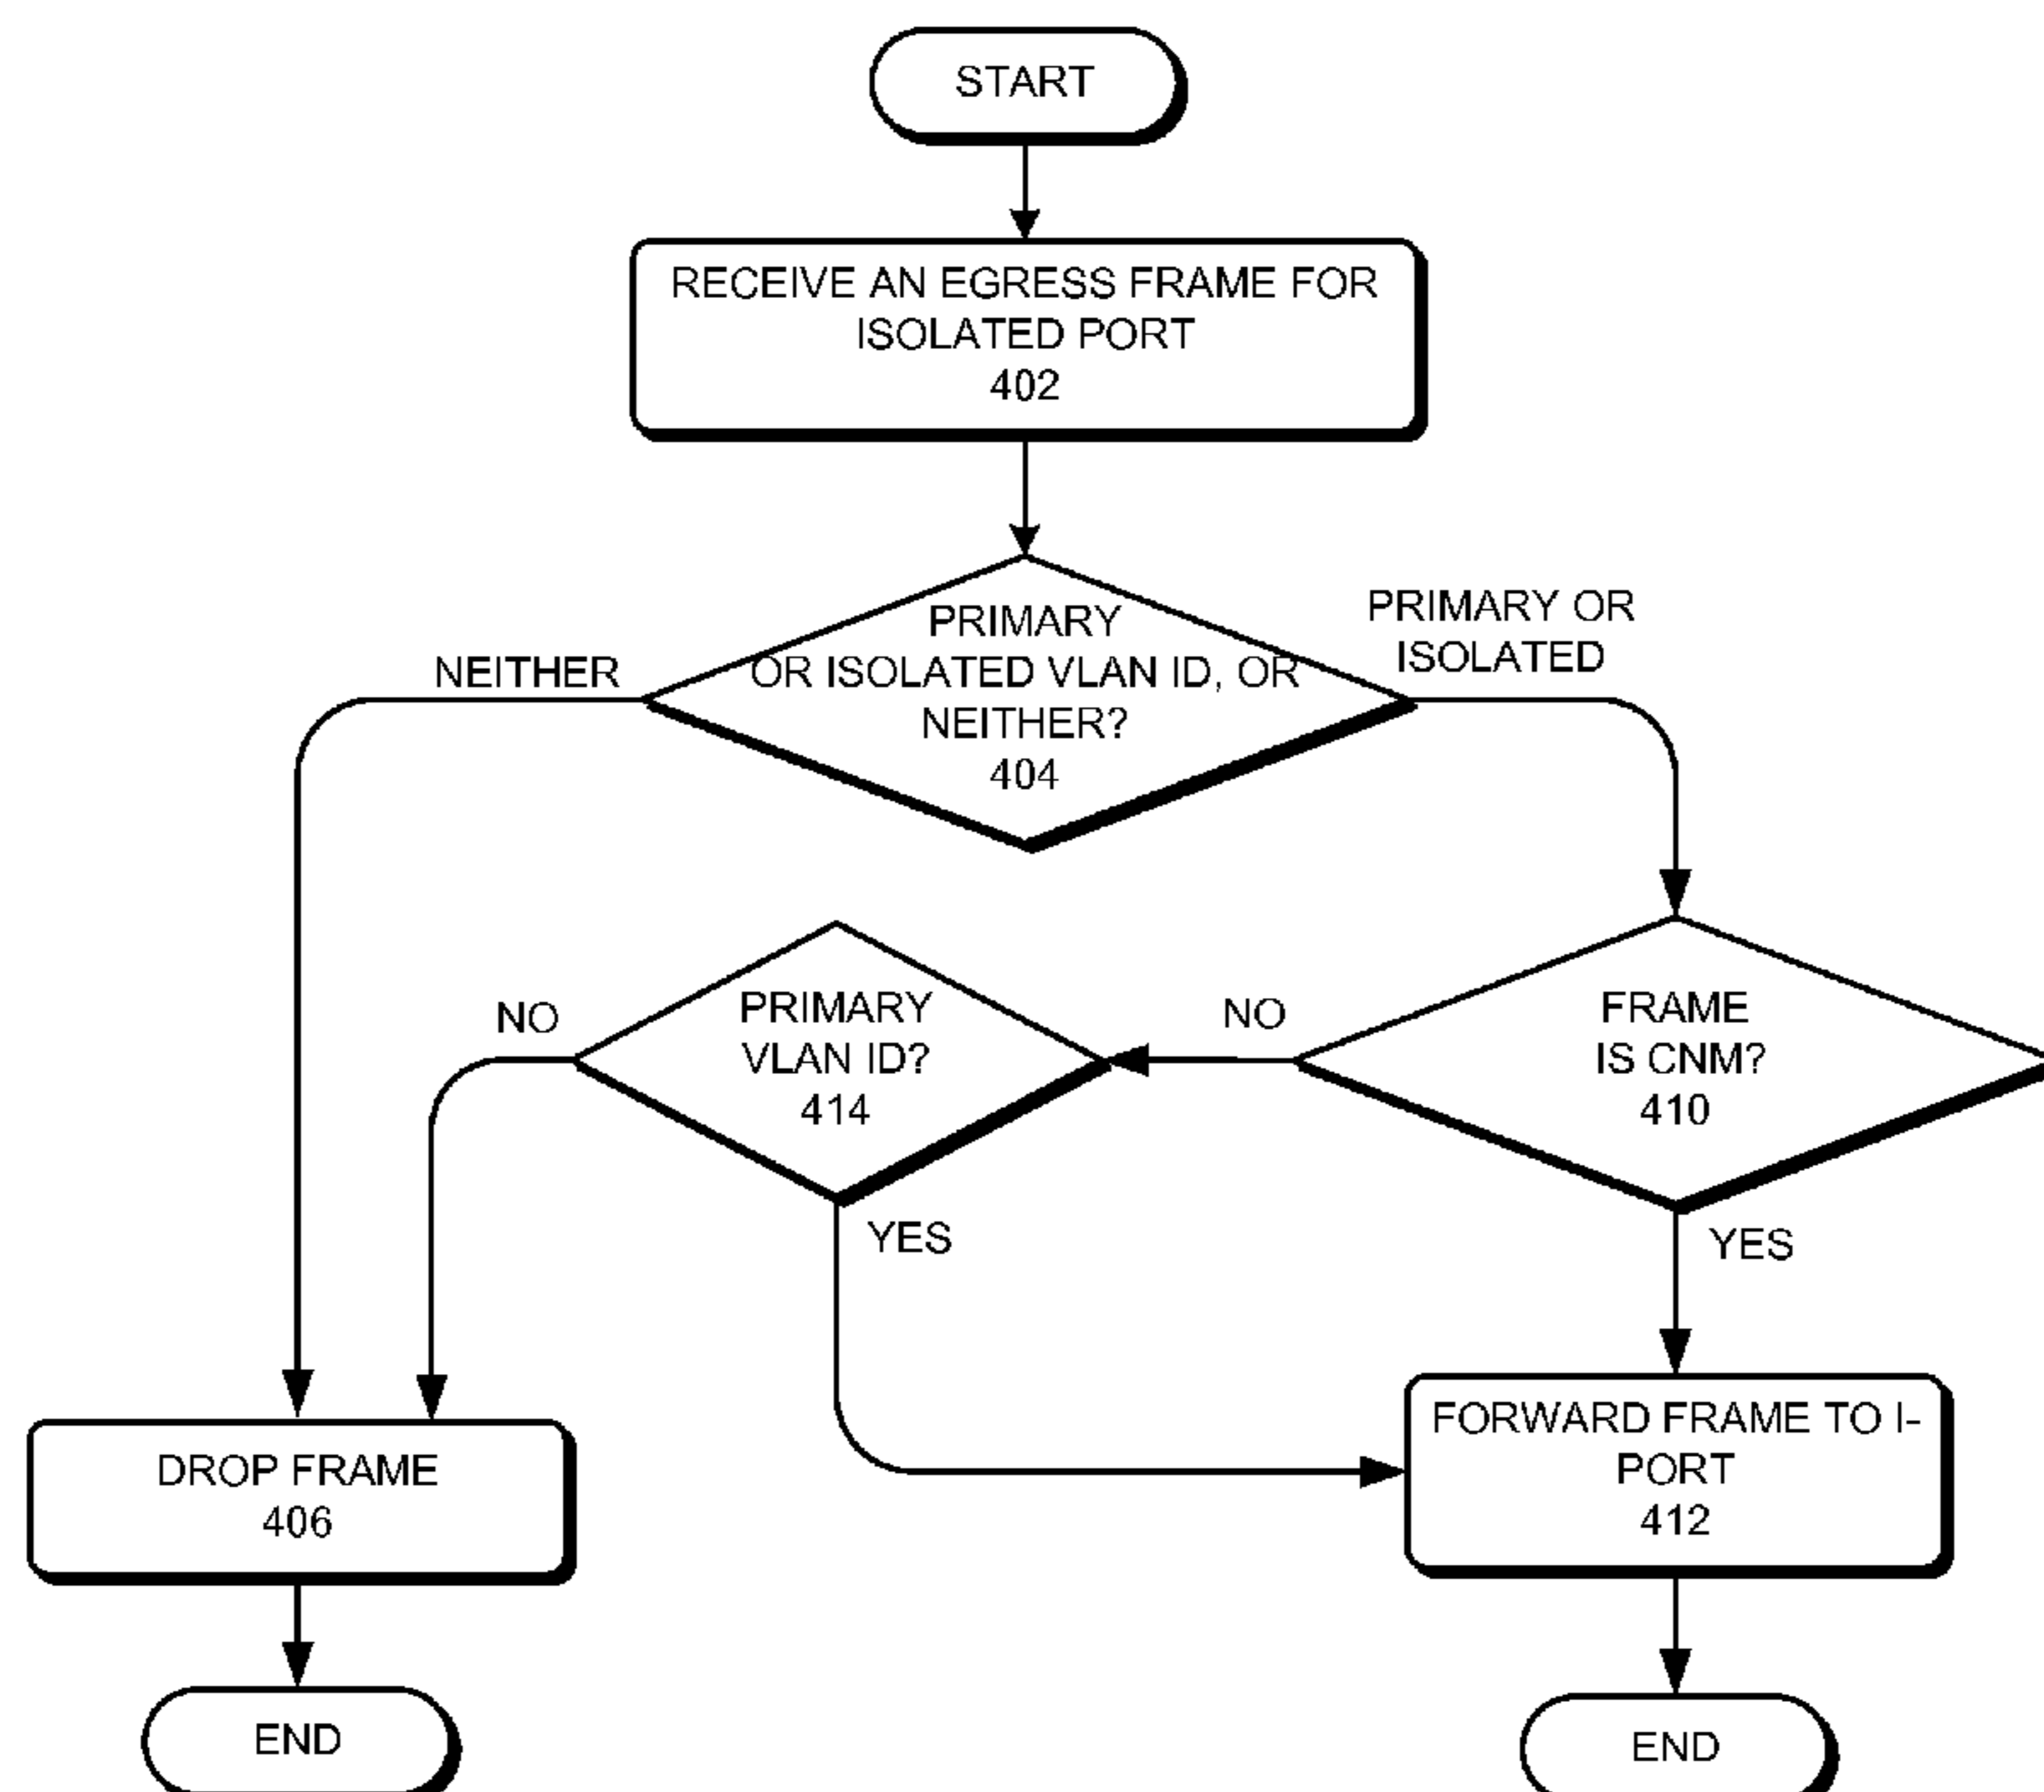 START
RECEIVE AN EGRESS FRAME FOR
ISOLATED PORT
402
PRIMARY
OR ISOLATED VLAN ID, OR
NEITHER?
404
NEITHER
PRIMARY OR
ISOLATED
FRAME
IS CNM?
410
NO
YES
PRIMARY
VLAN ID?
414
NO
YES
FORWARD FRAME TO I-
PORT
412
DROP FRAME
406
END
END